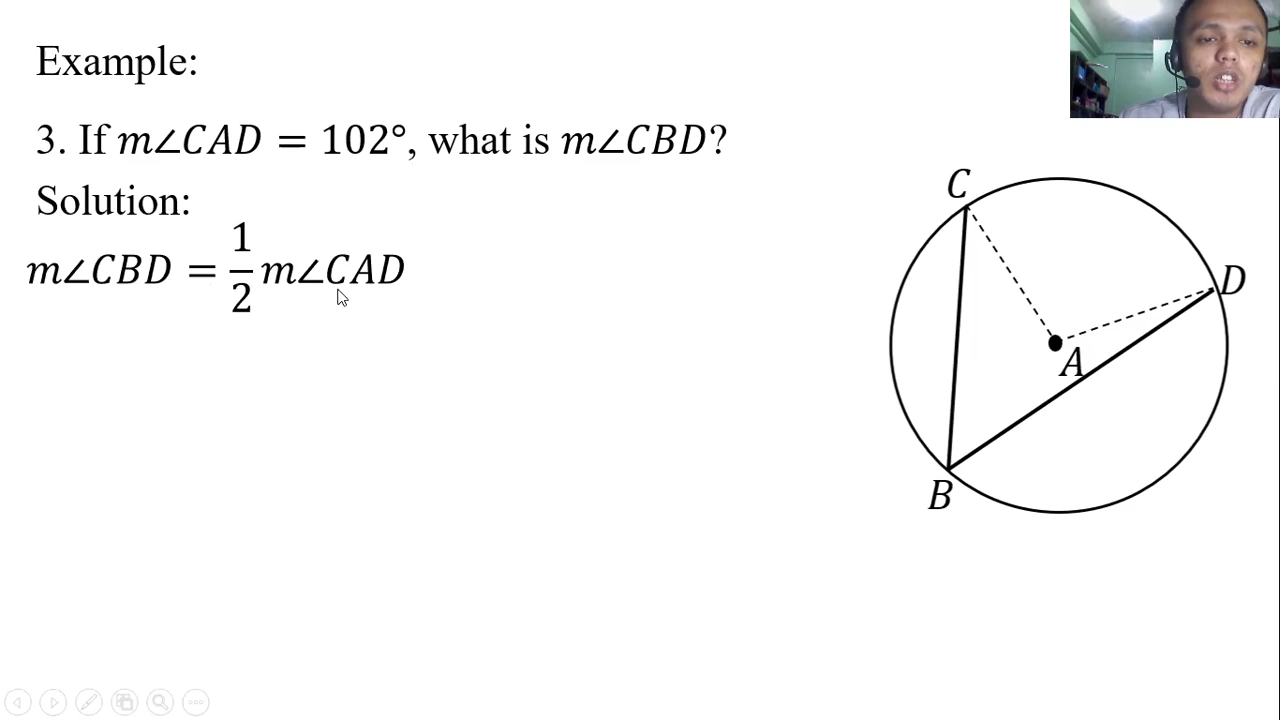 Example:
3. If m∠CAD = 102°, what is m∠CBD?
Solution:
m∠CBD = 1/2 m∠CAD
C
D
A
B